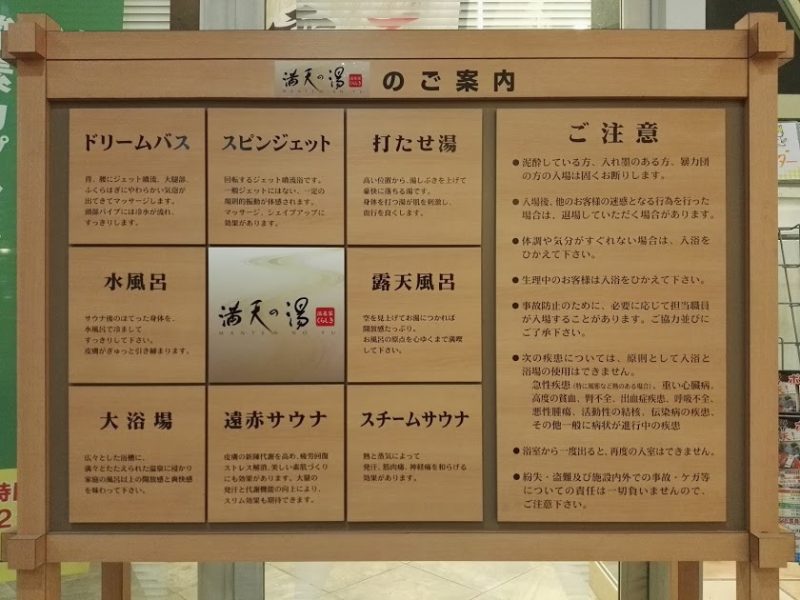 満天の湯 のご案内
MANTEN NO YU
ドリームバス
背、腰にジェット噴流、大腿部、
ふくらはぎにやわらかい気泡が
出てきてマッサージします。
頭部パイプには冷水が流れ、
すっきりします。
スピンジェット
回転するジェット噴流浴です。
一般ジェットにはない、一定の
規則的振動が体感されます。
マッサージ、シェイプアップに
効果があります。
打たせ湯
高い位置から、湯しぶきを上げて
豪快に落ちる湯です。
身体を打つ湯が肌を刺激し、
血行を良くします。
水風呂
サウナ後のほてった身体を、
水風呂で冷まして
すっきりして下さい。
皮膚がぎゅっと引き締まります。
満天の湯
くらしき
MANTEN NO YU
露天風呂
空を見上げてお湯につかれば
開放感たっぷり。
お風呂の原点を心ゆくまで満喫
して下さい。
大浴場
広々とした浴槽に、
満々とたたえられた温泉に浸かり
家庭の風呂以上の開放感と爽快感
を味わって下さい。
遠赤サウナ
皮膚の新陳代謝を高め、疲労回復
ストレス解消、美しい素肌づくり
にも効果があります。大量の
発汗と代謝機能の向上により、
スリム効果も期待できます。
スチームサウナ
熱と蒸気によって
発汗、筋肉痛、神経痛を和らげる
効果があります。
ご注意
●泥酔している方、入れ墨のある方、暴力団
の方の入場は固くお断りします。
●入場後、他のお客様の迷惑となる行為を行った
場合は、退場していただく場合があります。
●体調や気分がすぐれない場合は、入浴を
ひかえて下さい。
●生理中のお客様は入浴をひかえて下さい。
●事故防止のために、必要に応じて担当職員
が入場することがあります。ご協力並びに
ご了承下さい。
●次の疾患については、原則として入浴と
浴場の使用はできません。
急性疾患(特に風邪など熱のある場合)、重い心臓病、
高度の貧血、腎不全、出血症疾患、呼吸不全、
悪性腫瘍、活動性の結核、伝染病の疾患、
その他一般に病状が進行中の疾患
●浴室から一度出ると、再度の入室はできません。
●紛失・盗難及び施設内外での事故・ケガ等
についての責任は一切負いませんので、
ご注意下さい。